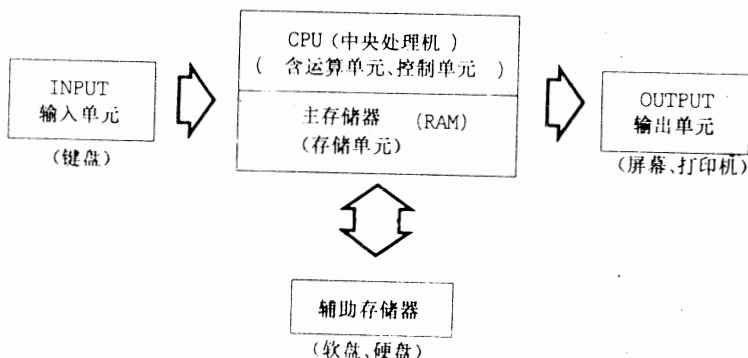 CPU (中央处理机)
( 含运算单元、控制单元 )
INPUT
输入单元
(键盘)
主存储器 (RAM)
(存储单元)
OUTPUT
输出单元
(屏幕、打印机)
辅助存储器
(软盘、硬盘)